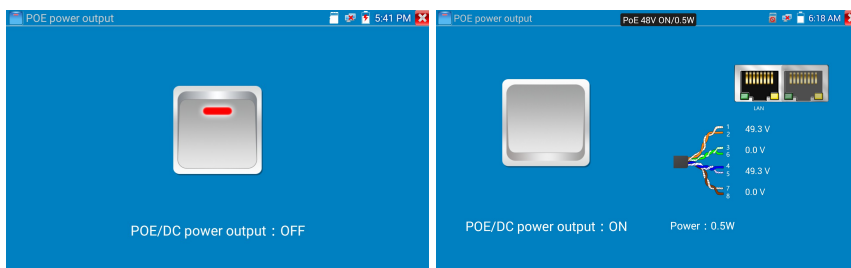 POE power output
5:41 PM
POE/DC power output : OFF
POE power output
PoE 48V ON/0.5W
6:18 AM
LAN
1
2
49.3 V
3
6
0.0 V
4
5
49.3 V
7
8
0.0 V
POE/DC power output : ON
Power : 0.5W